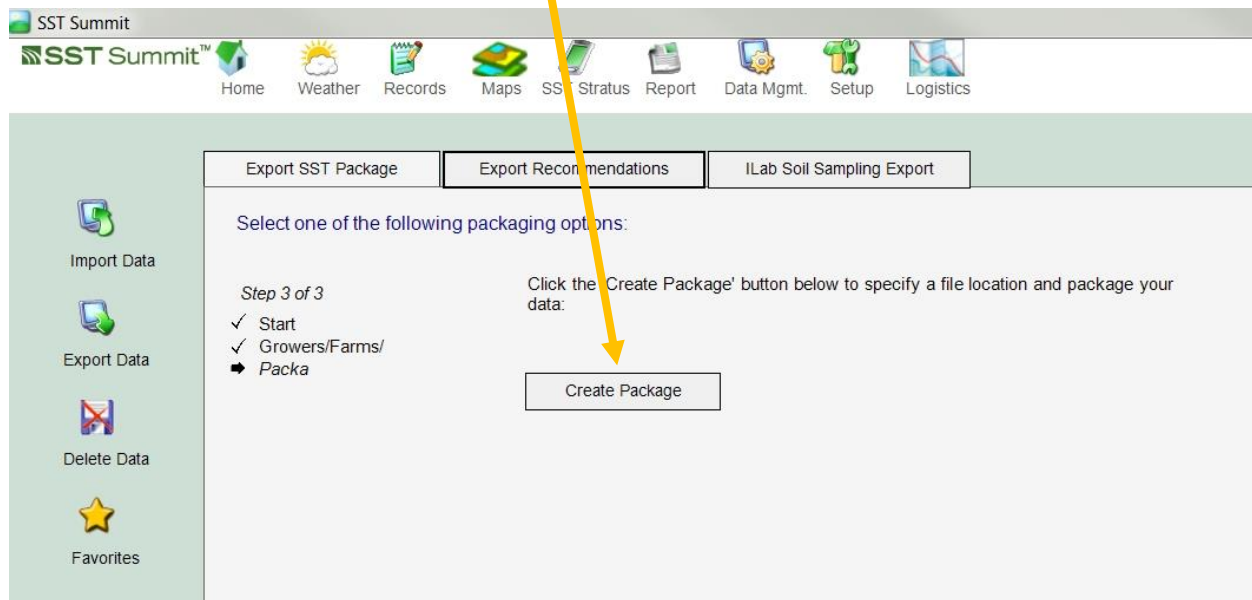 SST Summit
SST Summit™
Home Weather Records Maps SST Stratus Report Data Mgmt. Setup Logistics
Export SST Package Export Recommendations ILab Soil Sampling Export
Select one of the following packaging options:
Import Data
Step 3 of 3
Start
Growers/Farms/
Packa
Click the 'Create Package' button below to specify a file location and package your
data:
Export Data
Create Package
Delete Data
Favorites